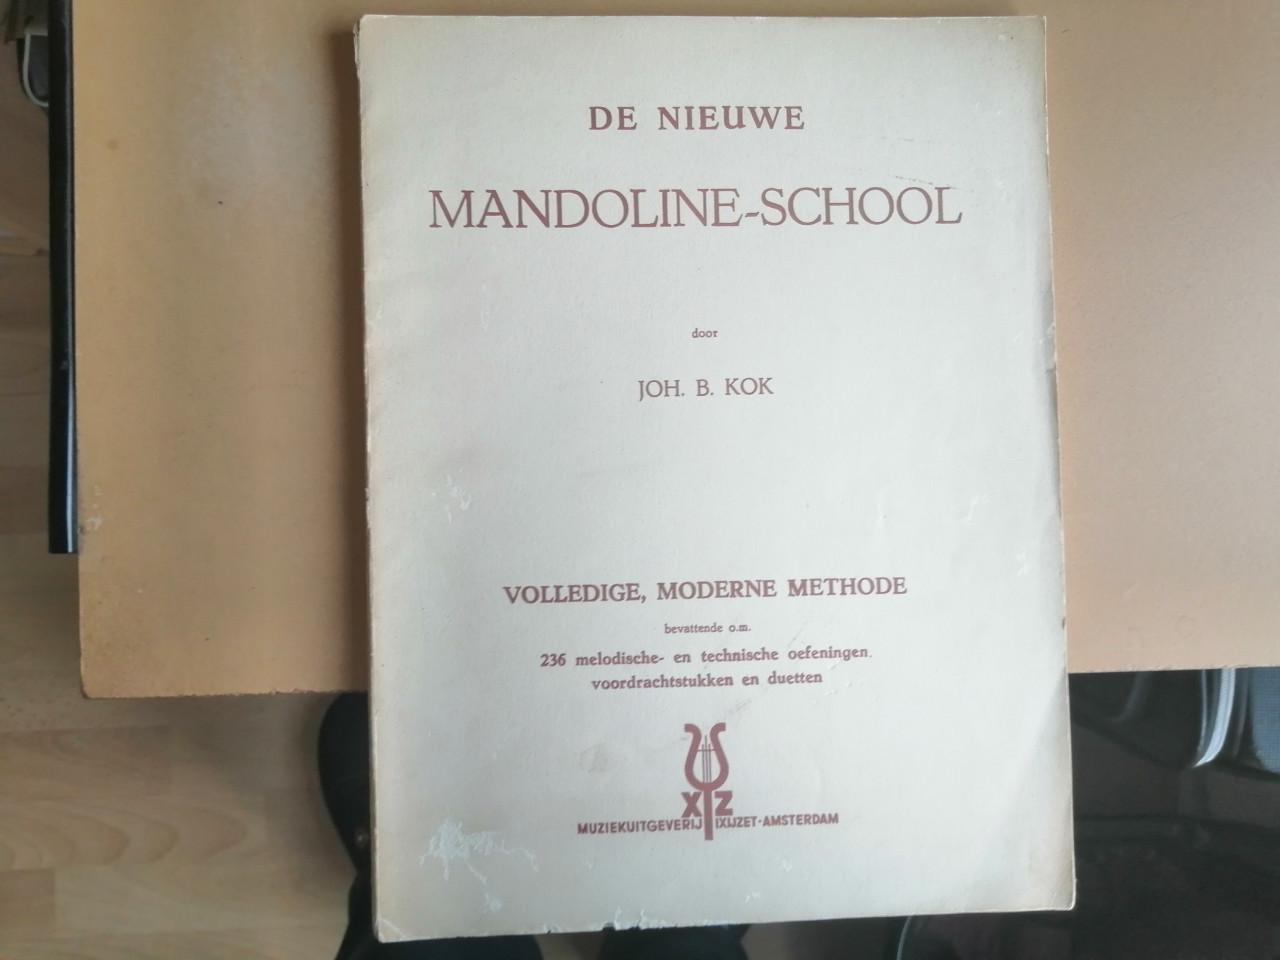 DE NIEUWE
MANDOLINE-SCHOOL
door
JOH. B. KOK
VOLLEDIGE, MODERNE METHODE
bevattende o.m.
236 melodische- en technische oefeningen.
voordrachtstukken en duetten
X Z
MUZIEKUITGEVERIJ IXIJZET·AMSTERDAM